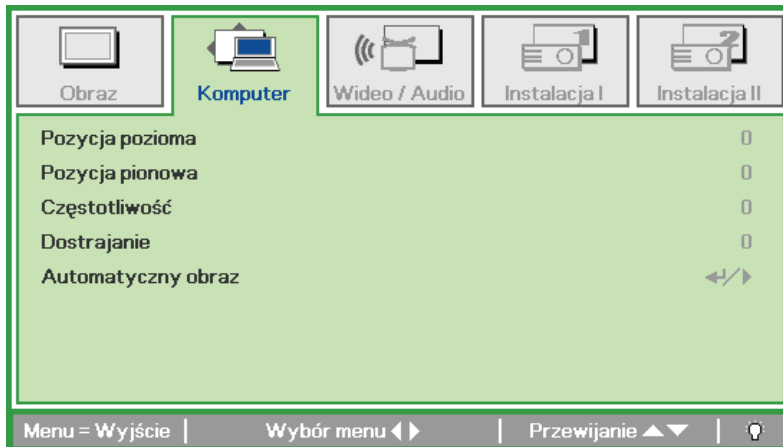 Obraz Komputer Wideo / Audio Instalacja I Instalacja II
Pozycja pozioma 0
Pozycja pionowa 0
Częstotliwość 0
Dostrajanie 0
Automatyczny obraz
Menu = Wyjście | Wybór menu | Przewijanie |